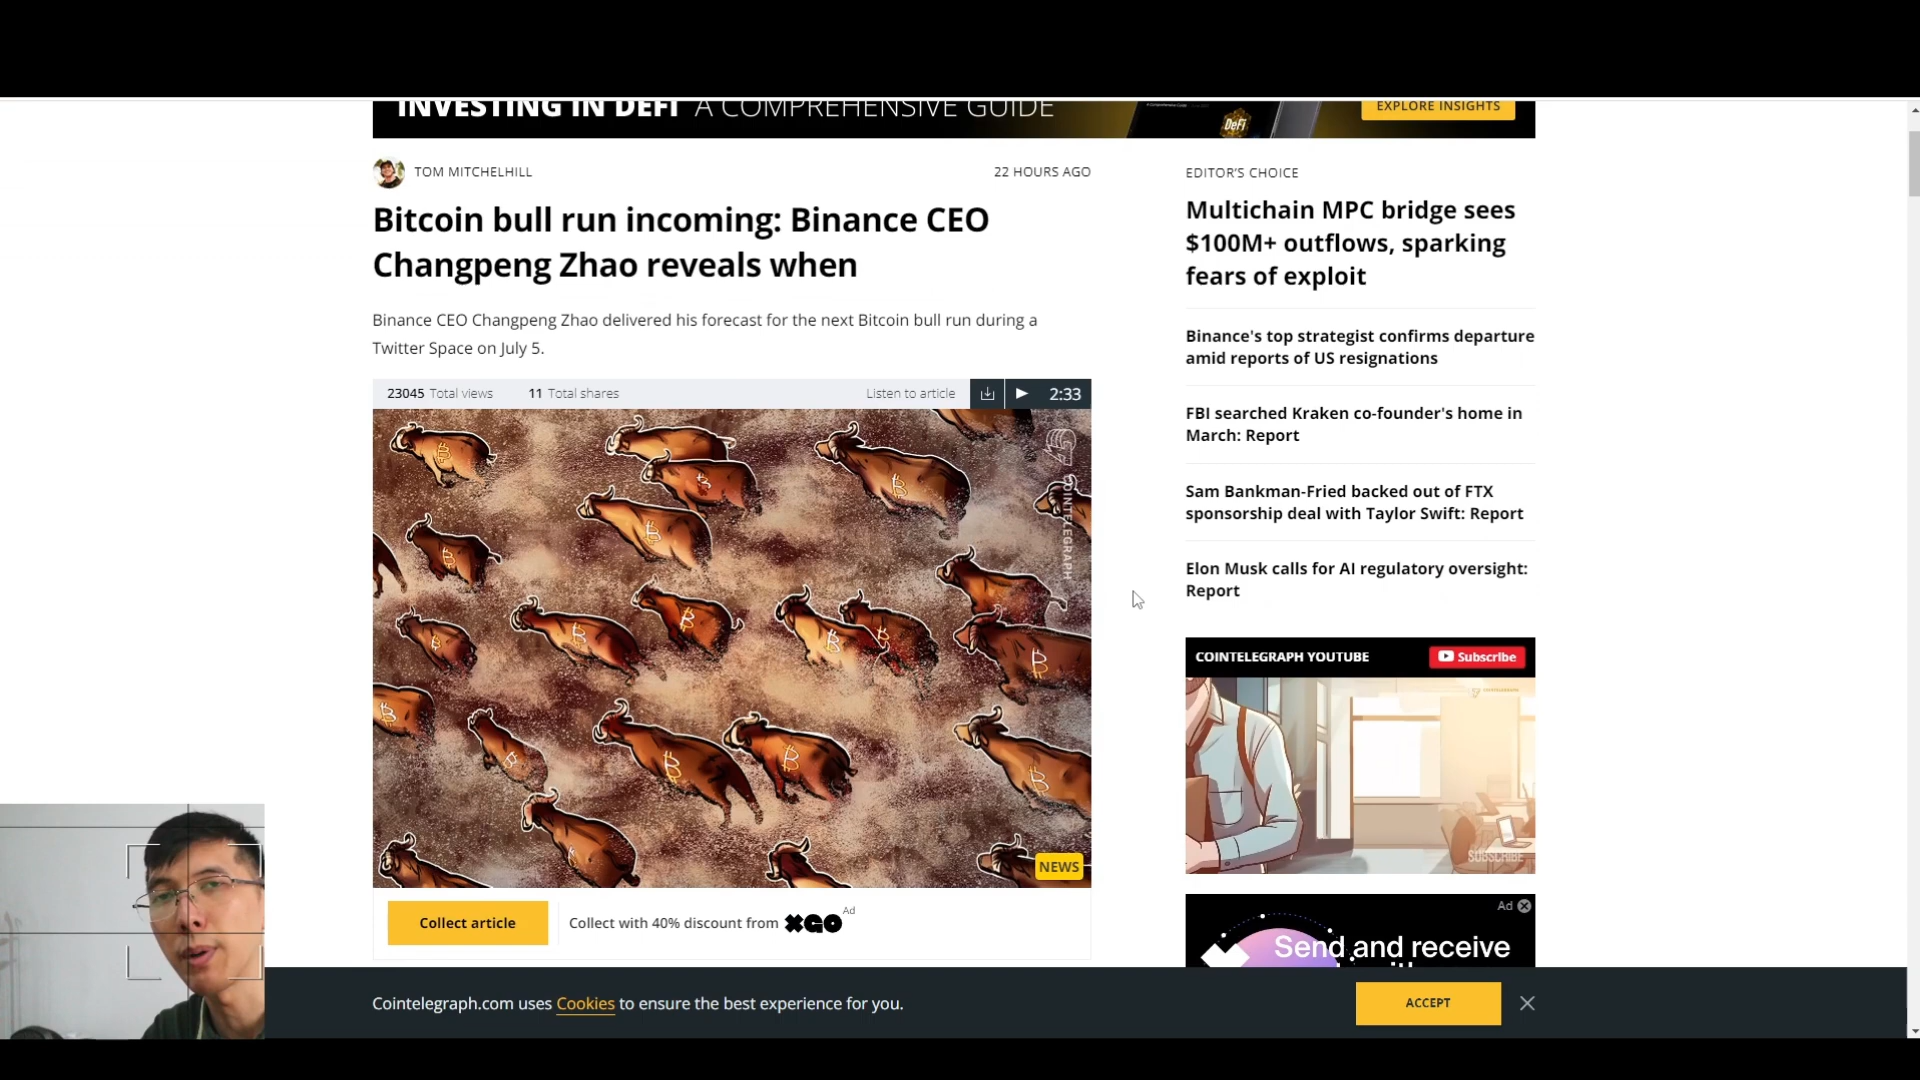 INVESTING IN DEFI A COMPREHENSIVE GUIDE
DeFi
EXPLORE INSIGHTS
TOM MITCHELHILL
22 HOURS AGO
Bitcoin bull run incoming: Binance CEO
Changpeng Zhao reveals when
Binance CEO Changpeng Zhao delivered his forecast for the next Bitcoin bull run during a
Twitter Space on July 5.
23045 Total views
11 Total shares
Listen to article
2:33
COINTELEGRAPH
NEWS
Collect article
Collect with 40% discount from XGO
Ad
EDITOR'S CHOICE
Multichain MPC bridge sees
$100M+ outflows, sparking
fears of exploit
Binance's top strategist confirms departure
amid reports of US resignations
FBI searched Kraken co-founder's home in
March: Report
Sam Bankman-Fried backed out of FTX
sponsorship deal with Taylor Swift: Report
Elon Musk calls for AI regulatory oversight:
Report
COINTELEGRAPH YOUTUBE
Subscribe
SUBSCRIBE
Ad
Send and receive
Cointelegraph.com uses Cookies to ensure the best experience for you.
ACCEPT